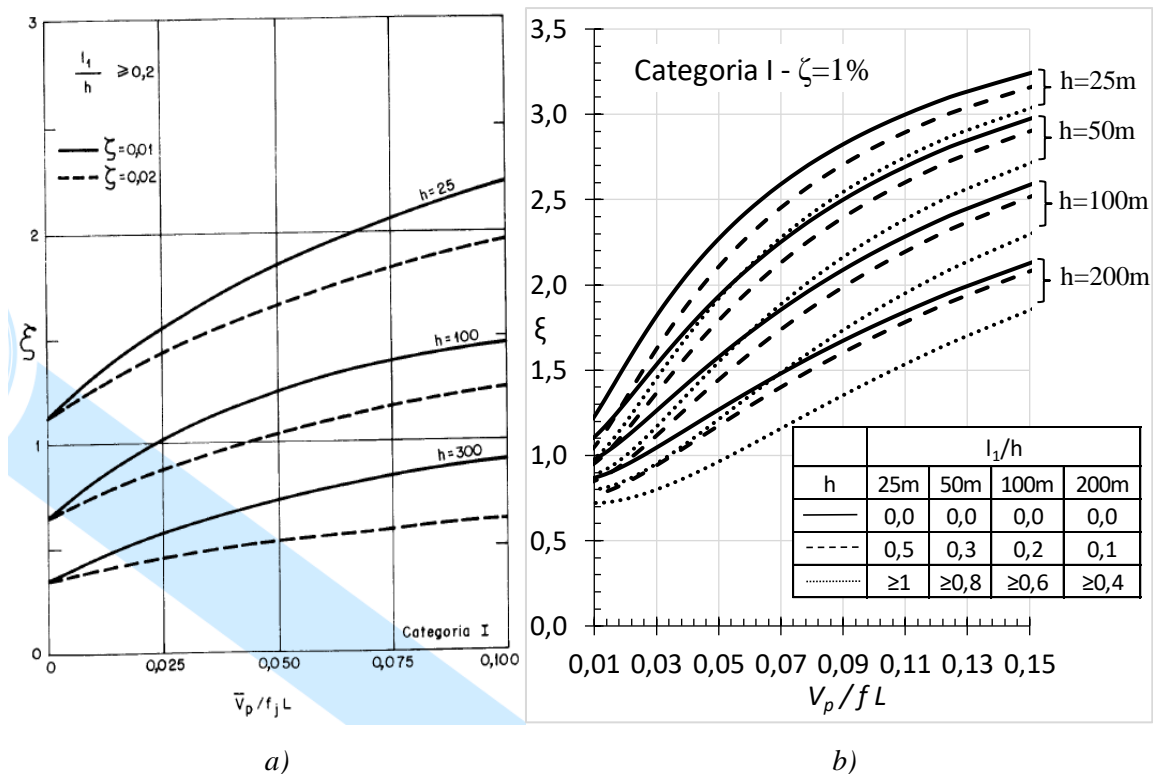 3
l₁
h
≥0,2
ζ=0,01
ζ=0,02
h=25
2
ξ
h=100
1
h=300
Categoria I
0
0 0,025 0,050 0,075 0,100
V̄p/fjL
a)
3,5
Categoria I - ζ=1%
h=25m
3,0
h=50m
2,5
h=100m
2,0
h=200m
ξ
1,5
1,0
l₁/h
h 25m 50m 100m 200m
0,0 0,0 0,0 0,0
0,5
0,5 0,3 0,2 0,1
≥1 ≥0,8 ≥0,6 ≥0,4
0,0
0,01 0,03 0,05 0,07 0,09 0,11 0,13 0,15
Vp / f L
b)